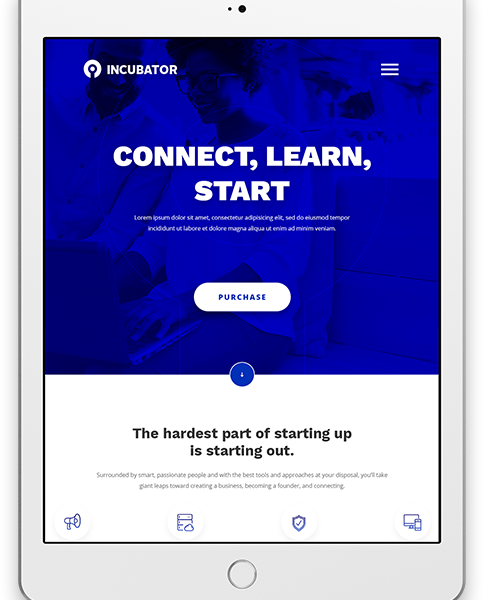 INCUBATOR
CONNECT, LEARN,
START
Lorem ipsum dolor sit amet, consectetur adipisicing elit, sed do eiusmod tempor
incididunt ut labore et dolore magna aliqua ut enim ad minim veniam.
PURCHASE
The hardest part of starting up
is starting out.
Surrounded by smart, passionate people and with the best tools and approaches at your disposal, you'll take
giant leaps toward creating a business, becoming a founder, and connecting.